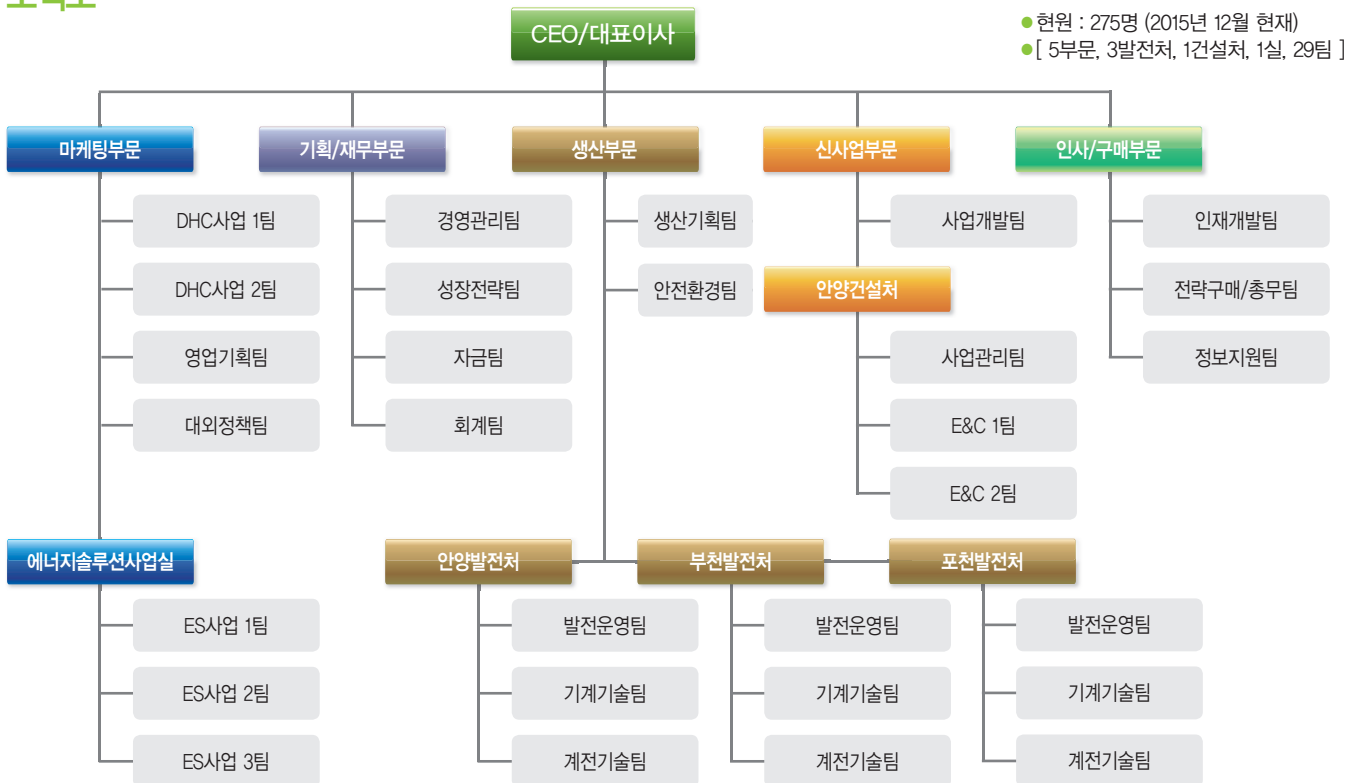 CEO/대표이사
● 현원 : 275명 (2015년 12월 현재)
● [ 5부문, 3발전처, 1건설처, 1실, 29팀 ]
마케팅부문
기획/재무부문
생산부문
신사업부문
인사/구매부문
DHC사업 1팀
DHC사업 2팀
영업기획팀
대외정책팀
경영관리팀
성장전략팀
자금팀
회계팀
생산기획팀
안전환경팀
사업개발팀
안양건설처
사업관리팀
E&C 1팀
E&C 2팀
인재개발팀
전략구매/총무팀
정보지원팀
에너지솔루션사업실
ES사업 1팀
ES사업 2팀
ES사업 3팀
안양발전처
발전운영팀
기계기술팀
계전기술팀
부천발전처
발전운영팀
기계기술팀
계전기술팀
포천발전처
발전운영팀
기계기술팀
계전기술팀